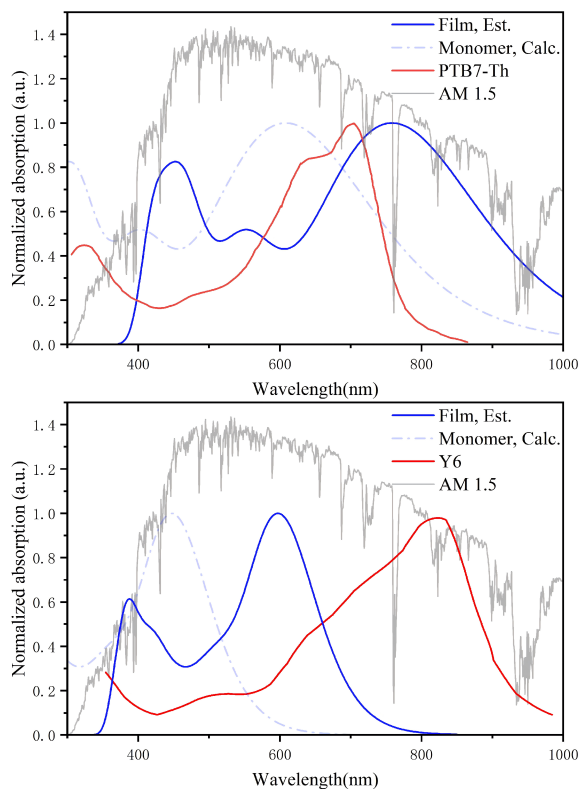 1.4
1.2
1.0
0.8
0.6
0.4
0.2
0.0
Normalized absorption (a.u.)
Film, Est.
Monomer, Calc.
PTB7-Th
AM 1.5
400
600
800
1000
Wavelength(nm)
1.4
1.2
1.0
0.8
0.6
0.4
0.2
0.0
Normalized absorption (a.u.)
Film, Est.
Monomer, Calc.
Y6
AM 1.5
400
600
800
1000
Wavelength(nm)